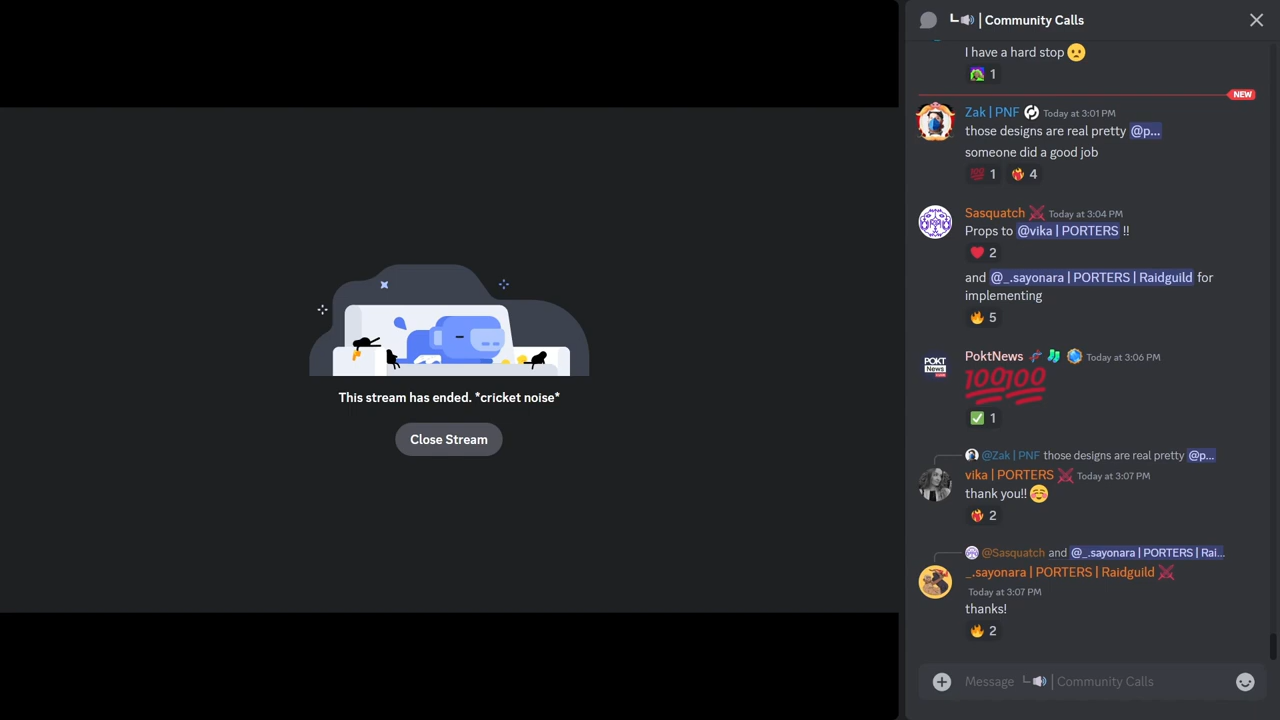 └🔊 | Community Calls
I have a hard stop 🙁
1
NEW
Zak | PNF Today at 3:01 PM
those designs are real pretty @p...
someone did a good job
💯 1 ❤️‍🔥 4
Sasquatch Today at 3:04 PM
Props to @vika | PORTERS !!
❤️ 2
and @_.sayonara | PORTERS | Raidguild for
implementing
🔥 5
POKT News
PoktNews Today at 3:06 PM
💯💯
✅ 1
@Zak | PNF those designs are real pretty @p...
vika | PORTERS Today at 3:07 PM
thank you!! ☺️
❤️‍🔥 2
@Sasquatch and @_.sayonara | PORTERS | Rai...
_.sayonara | PORTERS | Raidguild
Today at 3:07 PM
thanks!
🔥 2
Message └🔊 | Community Calls
This stream has ended. *cricket noise*
Close Stream